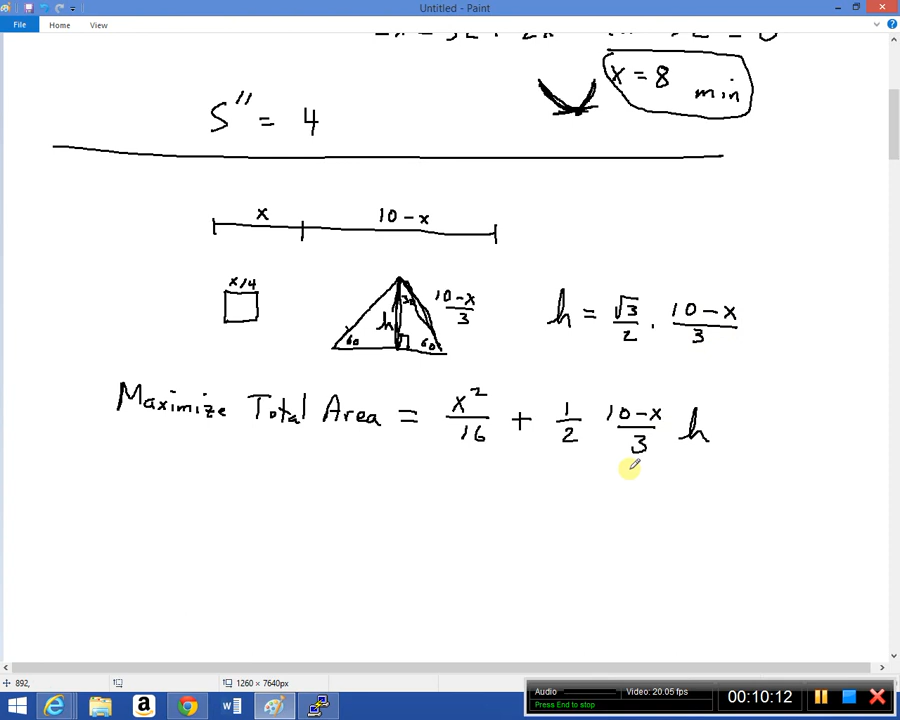 Untitled - Paint
File Home View
x = 8 min
S'' = 4
x 10 - x
x/4
10 - x / 3
h
30
60 60
h = √3/2 . 10 - x / 3
Maximize Total Area = x²/16 + 1/2 10-x/3 h
892, 1260 × 7640px
Audio Video: 20.05 fps
Press End to stop
00:10:12